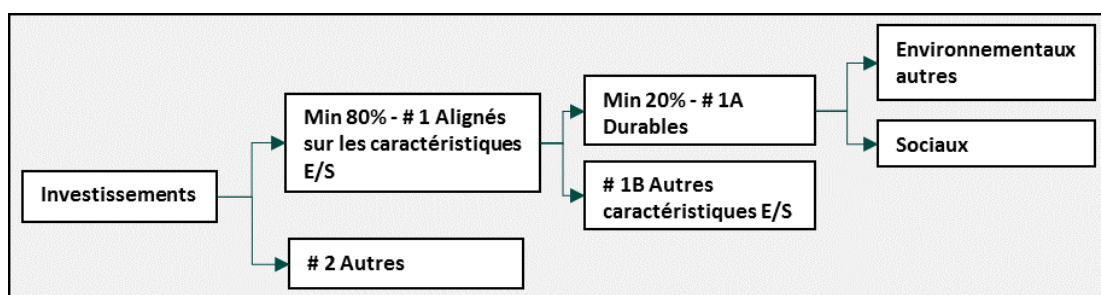 Investissements
Min 80% - # 1 Alignés
sur les caractéristiques
E/S
# 2 Autres
Min 20% - # 1A
Durables
# 1B Autres
caractéristiques E/S
Environnementaux
autres
Sociaux